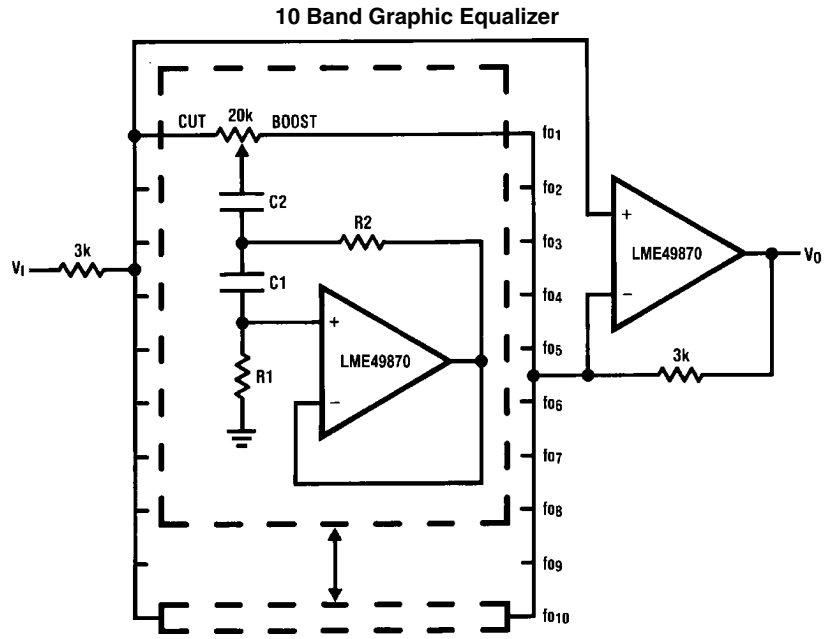 10 Band Graphic Equalizer
CUT 20k BOOST
fo1
fo2
C2
R2
fo3
3k
VI
LME49870
VO
C1
fo4
+
−
+
LME49870
−
R1
fo5
3k
fo6
fo7
fo8
fo9
fo10